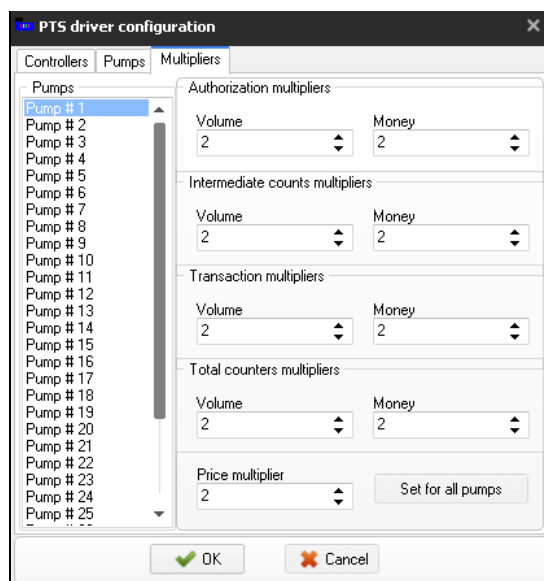 PTS driver configuration
Controllers Pumps Multipliers
Pumps
Pump # 1
Pump # 2
Pump # 3
Pump # 4
Pump # 5
Pump # 6
Pump # 7
Pump # 8
Pump # 9
Pump # 10
Pump # 11
Pump # 12
Pump # 13
Pump # 14
Pump # 15
Pump # 16
Pump # 17
Pump # 18
Pump # 19
Pump # 20
Pump # 21
Pump # 22
Pump # 23
Pump # 24
Pump # 25
Authorization multipliers
Volume Money
2 2
Intermediate counts multipliers
Volume Money
2 2
Transaction multipliers
Volume Money
2 2
Total counters multipliers
Volume Money
2 2
Price multiplier
2 Set for all pumps
OK Cancel